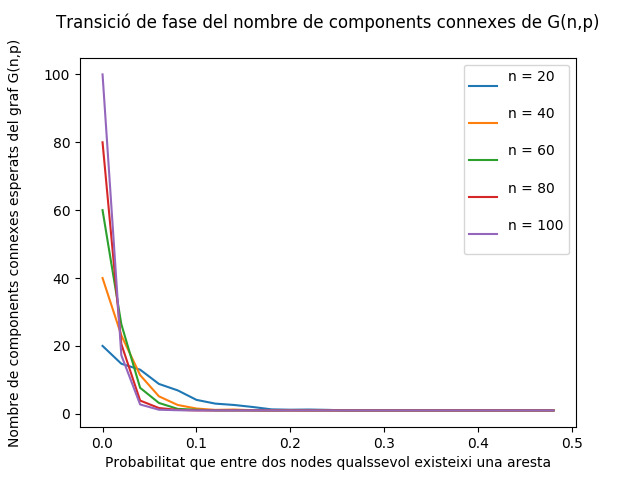 Transició de fase del nombre de components connexes de G(n,p)
Nombre de components connexes esperats del graf G(n,p)
100
80
60
40
20
0
n = 20
n = 40
n = 60
n = 80
n = 100
0.0 0.1 0.2 0.3 0.4 0.5
Probabilitat que entre dos nodes qualssevol existeixi una aresta